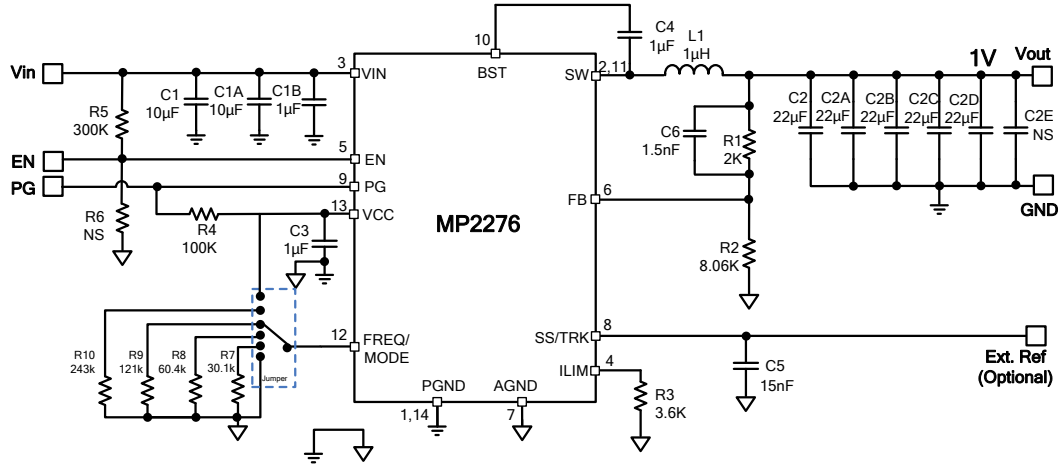 C4
1µF
L1
1µH
10
BST
Vin
3
VIN
SW
2,11
1V
Vout
R5
300K
C1
10µF
C1A
10µF
C1B
1µF
C6
1.5nF
R1
2K
C2
22µF
C2A
22µF
C2B
22µF
C2C
22µF
C2D
22µF
C2E
NS
EN
5
EN
PG
9
PG
FB
6
GND
13
VCC
MP2276
R6
NS
R4
100K
C3
1µF
R2
8.06K
12
FREQ/
MODE
SS/TRK
8
Ext. Ref
(Optional)
R10
243k
R9
121k
R8
60.4k
R7
30.1k
Jumper
ILIM
4
C5
15nF
R3
3.6K
PGND
1,14
AGND
7